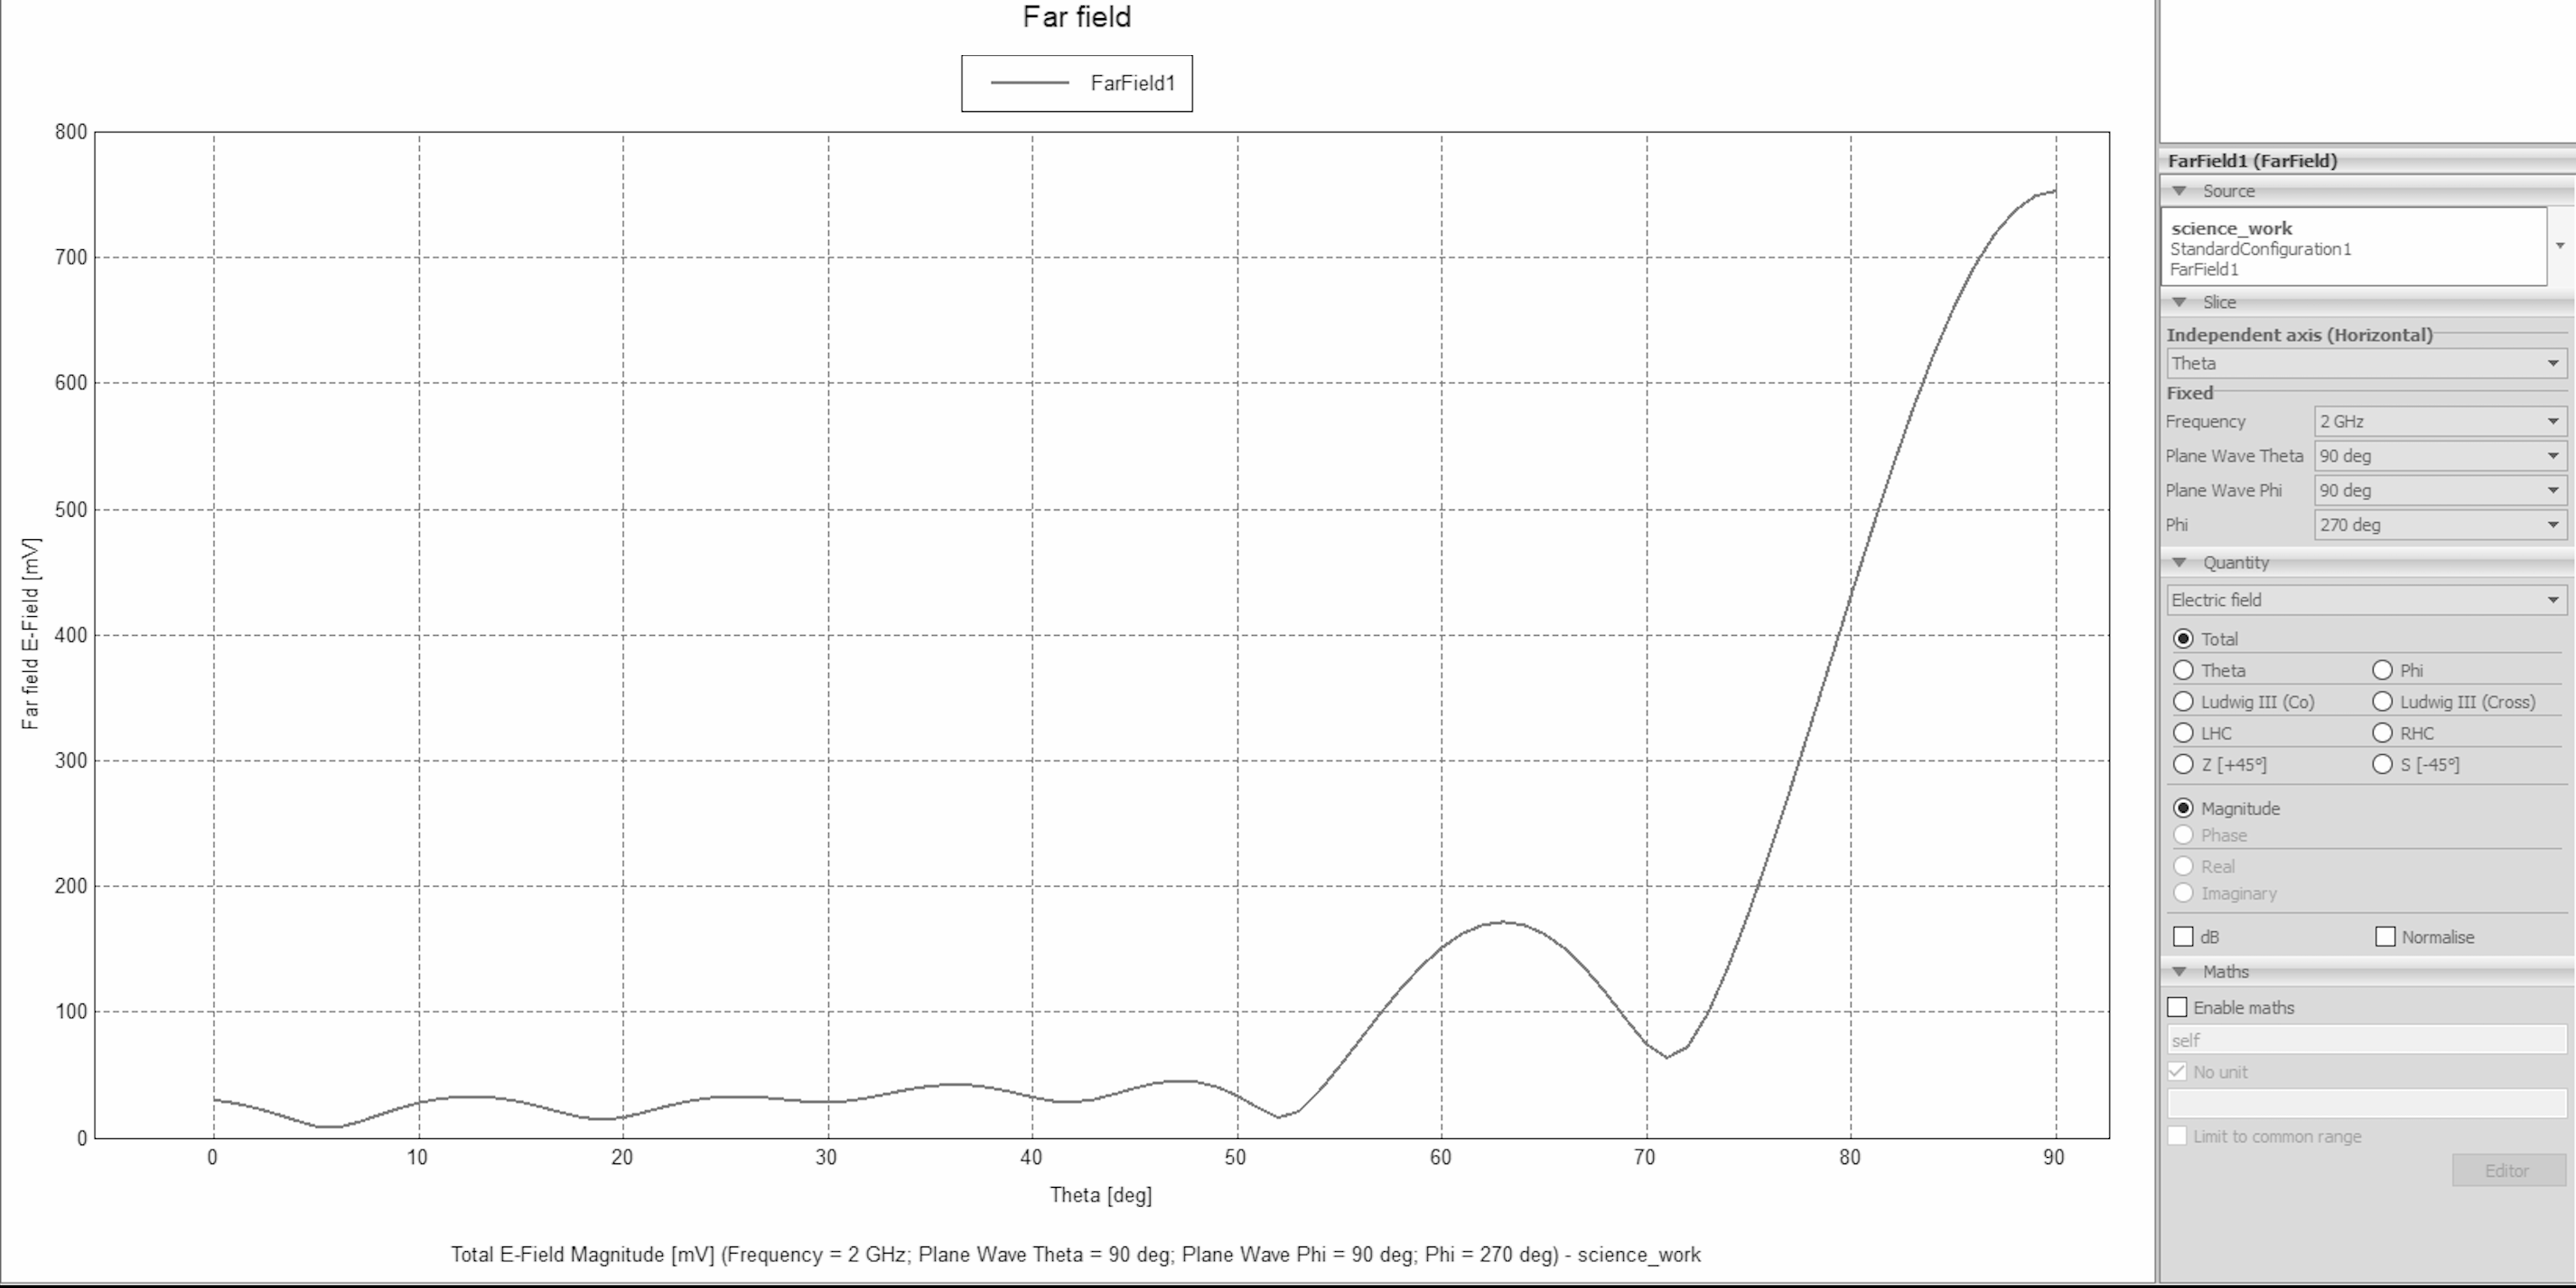 Far field
FarField1
800
700
600
500
400
300
200
100
0
Far field E-Field [mV]
0 10 20 30 40 50 60 70 80 90
Theta [deg]
Total E-Field Magnitude [mV] (Frequency = 2 GHz; Plane Wave Theta = 90 deg; Plane Wave Phi = 90 deg; Phi = 270 deg) - science_work
FarField1 (FarField)
Source
science_work
StandardConfiguration1
FarField1
Slice
Independent axis (Horizontal)
Theta
Fixed
Frequency 2 GHz
Plane Wave Theta 90 deg
Plane Wave Phi 90 deg
Phi 270 deg
Quantity
Electric field
Total
Theta Phi
Ludwig III (Co) Ludwig III (Cross)
LHC RHC
Z [+45°] S [-45°]
Magnitude
Phase
Real
Imaginary
dB Normalise
Maths
Enable maths
self
No unit
Limit to common range
Editor